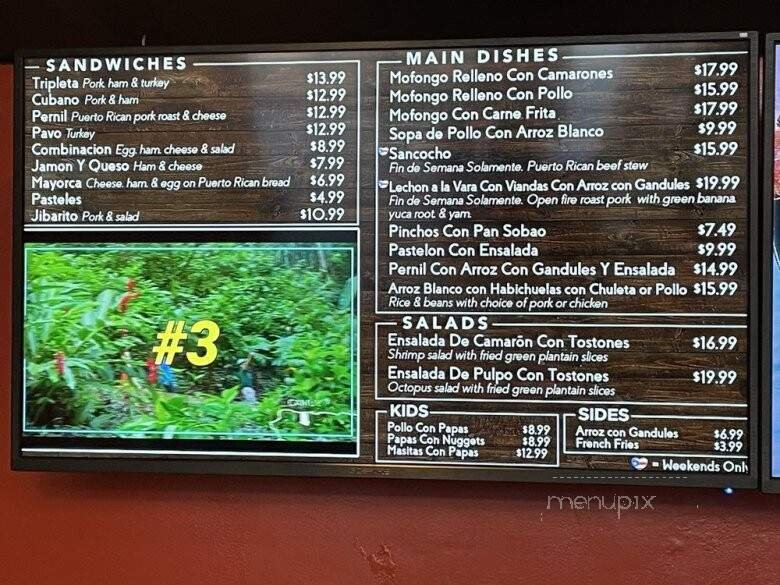 SANDWICHES
Tripleta Pork, ham & turkey $13.99
Cubano Pork & ham $12.99
Pernil Puerto Rican pork roast & cheese $12.99
Pavo Turkey $12.99
Combinacion Egg, ham, cheese & salad $8.99
Jamon Y Queso Ham & cheese $7.99
Mayorca Cheese, ham, & egg on Puerto Rican bread $6.99
Pasteles $4.99
Jibarito Pork & salad $10.99
#3
MAIN DISHES
Mofongo Relleno Con Camarones $17.99
Mofongo Relleno Con Pollo $15.99
Mofongo Con Carne Frita $17.99
Sopa de Pollo Con Arroz Blanco $9.99
Sancocho $15.99
Fin de Semana Solamente. Puerto Rican beef stew
Lechon a la Vara Con Viandas Con Arroz con Gandules $19.99
Fin de Semana Solamente. Open fire roast pork with green banana
yuca root & yam.
Pinchos Con Pan Sobao $7.49
Pastelon Con Ensalada $9.99
Pernil Con Arroz Con Gandules Y Ensalada $14.99
Arroz Blanco con Habichuelas con Chuleta or Pollo $15.99
Rice & beans with choice of pork or chicken
SALADS
Ensalada De Camarōn Con Tostones $16.99
Shrimp salad with fried green plantain slices
Ensalada De Pulpo Con Tostones $19.99
Octopus salad with fried green plantain slices
KIDS
Pollo Con Papas $8.99
Papas Con Nuggets $8.99
Masitas Con Papas $12.99
SIDES
Arroz con Gandules $6.99
French Fries $3.99
= Weekends Only
menupix